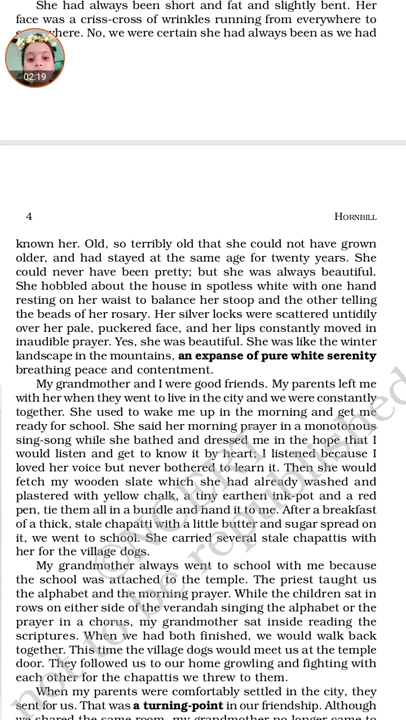 She had always been short and fat and slightly bent. Her
face was a criss-cross of wrinkles running from everywhere to
No, we were certain she had always been as we had
02:19
4
HORNBILL
known her. Old, so terribly old that she could not have grown
older, and had stayed at the same age for twenty years. She
could never have been pretty; but she was always beautiful.
She hobbled about the house in spotless white with one hand
resting on her waist to balance her stoop and the other telling
the beads of her rosary. Her silver locks were scattered untidily
over her pale, puckered face, and her lips constantly moved in
inaudible prayer. Yes, she was beautiful. She was like the winter
landscape in the mountains, an expanse of pure white serenity
breathing peace and contentment.
My grandmother and I were good friends. My parents left me
with her when they went to live in the city and we were constantly
together. She used to wake me up in the morning and get me
ready for school. She said her morning prayer in a monotonous
sing-song while she bathed and dressed me in the hope that I
would listen and get to know it by heart; I listened because I
loved her voice but never bothered to learn it. Then she would
fetch my wooden slate which she had already washed and
plastered with yellow chalk, a tiny earthen ink-pot and a red
pen, tie them all in a bundle and hand it to me. After a breakfast
of a thick, stale chapatti with a little butter and sugar spread on
it, we went to school. She carried several stale chapattis with
her for the village dogs.
My grandmother always went to school with me because
the school was attached to the temple. The priest taught us
the alphabet and the morning prayer. While the children sat in
rows on either side of the verandah singing the alphabet or the
prayer in a chorus, my grandmother sat inside reading the
scriptures. When we had both finished, we would walk back
together. This time the village dogs would meet us at the temple
door. They followed us to our home growling and fighting with
each other for the chapattis we threw to them.
When my parents were comfortably settled in the city, they
sent for us. That was a turning-point in our friendship. Although
we shared the same room, my grandmother no longer came to
not to be republished